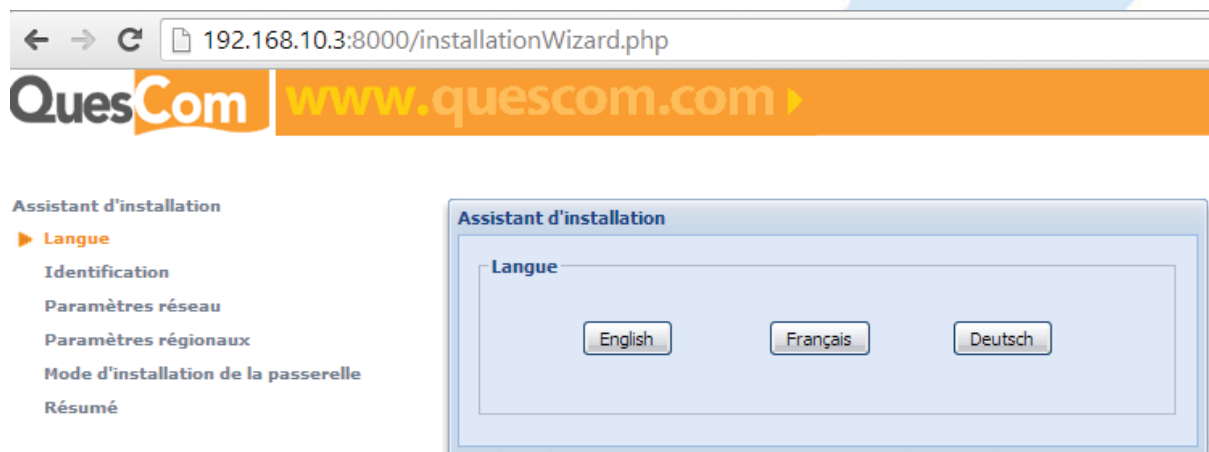 192.168.10.3:8000/installationWizard.php
QuesCom www.quescom.com
Assistant d'installation
Langue
Identification
Paramètres réseau
Paramètres régionaux
Mode d'installation de la passerelle
Résumé
Assistant d'installation
Langue
English Français Deutsch